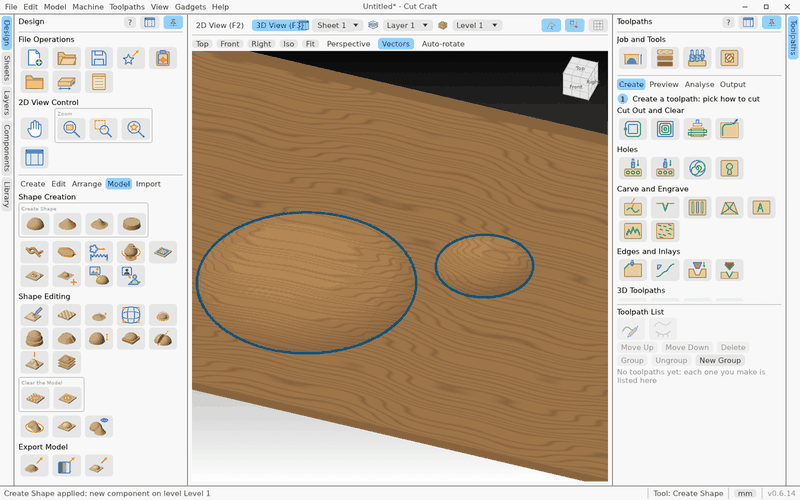 Untitled* - Cut Craft
File Edit Model Machine Toolpaths View Gadgets Help
Design
Sheets
Layers
Components
Library
Design
?
File Operations
2D View Control
Zoom
Create Edit Arrange Model Import
Shape Creation
Create Shape
Shape Editing
Clear the Model
Export Model
2D View (F2) 3D View (F3) Sheet 1 Layer 1 Level 1
Top Front Right Iso Fit Perspective Vectors Auto-rotate
Top
Front
Right
Toolpaths
?
Job and Tools
Create Preview Analyse Output
1 Create a toolpath: pick how to cut
Cut Out and Clear
Holes
Carve and Engrave
Edges and Inlays
3D Toolpaths
Toolpath List
Move Up Move Down Delete
Group Ungroup New Group
No toolpaths yet: each one you make is
listed here
Toolpaths
Create Shape applied: new component on level Level 1
Tool: Create Shape mm v0.6.14